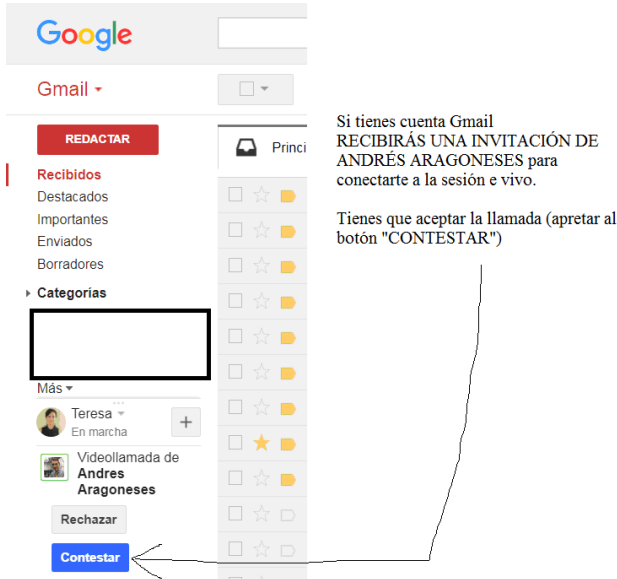 Google
Gmail
REDACTAR
Princi
Recibidos
Destacados
Importantes
Enviados
Borradores
Categorías
Más
Teresa
En marcha
+
Videollamada de
Andres
Aragoneses
Rechazar
Contestar
Si tienes cuenta Gmail
RECIBIRÁS UNA INVITACIÓN DE
ANDRÉS ARAGONESES para
conectarte a la sesión e vivo.
Tienes que aceptar la llamada (apretar al
botón "CONTESTAR")